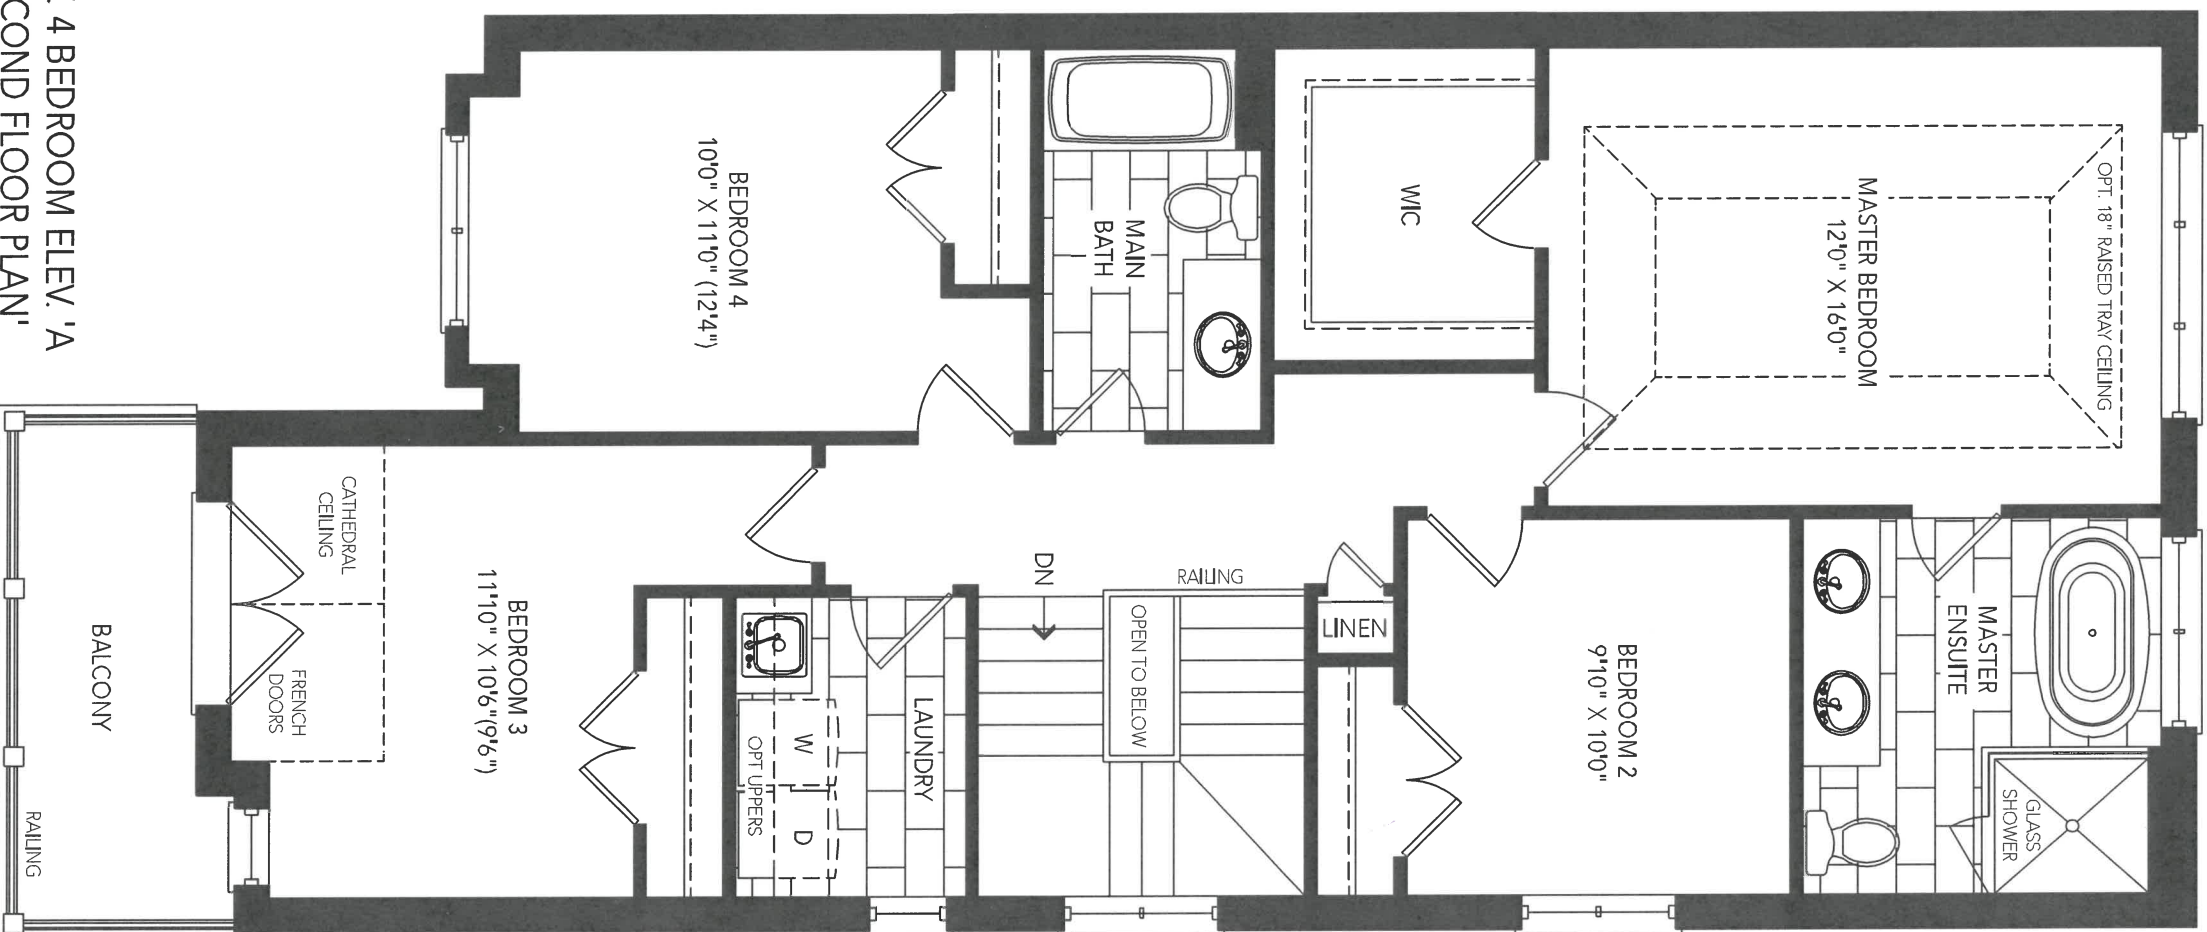 OPT. 18" RAISED TRAY CEILING
MASTER BEDROOM
12'0" X 16'0"
GLASS
SHOWER
MASTER
ENSUITE
WIC
BEDROOM 2
9'10" X 10'0"
LINEN
RAILING
OPEN TO BELOW
DN
MAIN
BATH
LAUNDRY
W
D
OPT UPPERS
BEDROOM 4
10'0" X 11'0" (12'4")
BEDROOM 3
11'10" X 10'6" (9'6")
CATHEDRAL
CEILING
FRENCH
DOORS
BALCONY
RAILING
4 BEDROOM ELEV. 'A
COND FLOOR PLAN'